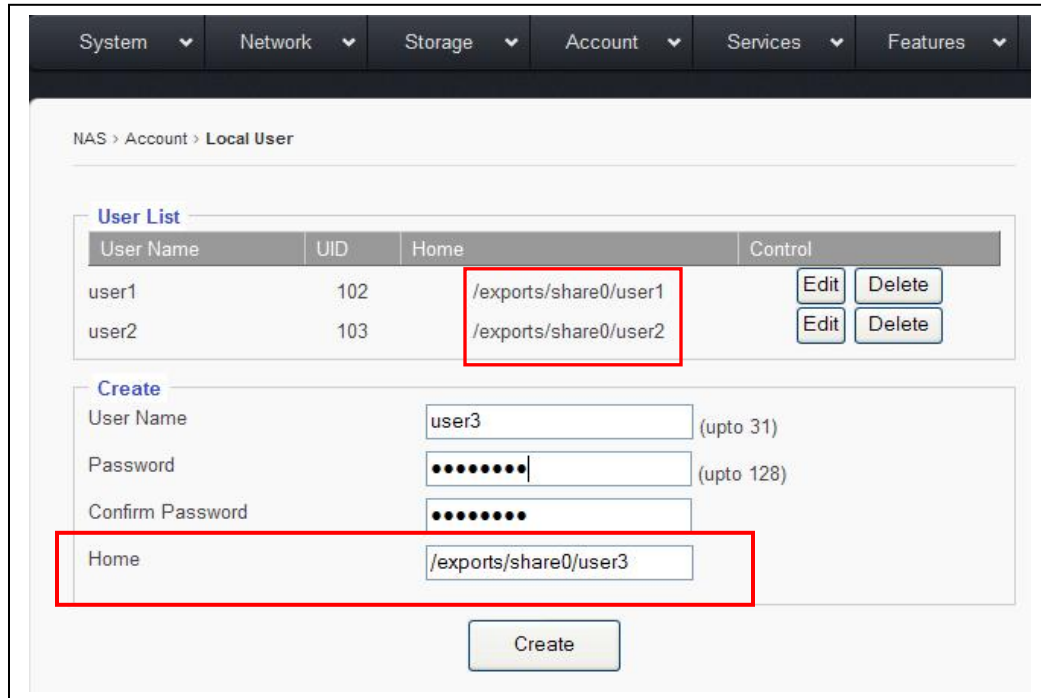 System Network Storage Account Services Features
NAS > Account > Local User
User List
User Name UID Home Control
user1 102 /exports/share0/user1 Edit Delete
user2 103 /exports/share0/user2 Edit Delete
Create
User Name user3 (upto 31)
Password ●●●●●●●● (upto 128)
Confirm Password ●●●●●●●●
Home /exports/share0/user3
Create